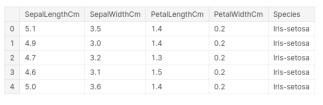 SepalLengthCm SepalWidthCm PetalLengthCm PetalWidthCm Species
0 5.1 3.5 1.4 0.2 Iris-setosa
1 4.9 3.0 1.4 0.2 Iris-setosa
2 4.7 3.2 1.3 0.2 Iris-setosa
3 4.6 3.1 1.5 0.2 Iris-setosa
4 5.0 3.6 1.4 0.2 Iris-setosa